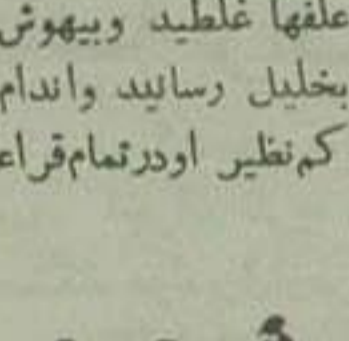 علفها غلطید وبیهوش
بخلیل رسانید واندام
کم‌نظیر اودرتمام‌قراء